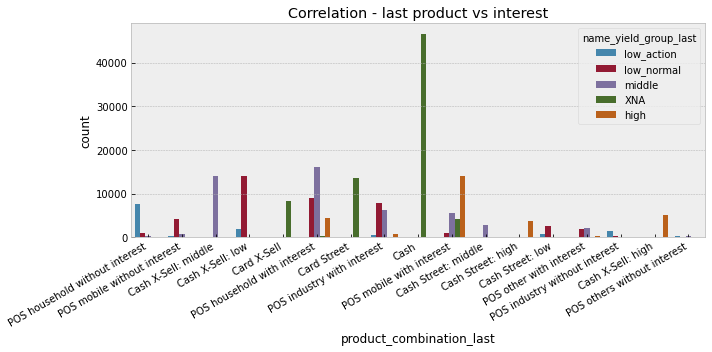 Correlation - last product vs interest
name_yield_group_last
low_action
low_normal
middle
XNA
high
count
40000
30000
20000
10000
0
POS household without interest
POS mobile without interest
Cash X-Sell: middle
Cash X-Sell: low
Card X-Sell
POS household with interest
Card Street
POS industry with interest
Cash
POS mobile with interest
Cash Street: middle
Cash Street: high
Cash Street: low
POS other with interest
POS industry without interest
Cash X-Sell: high
POS others without interest
product_combination_last